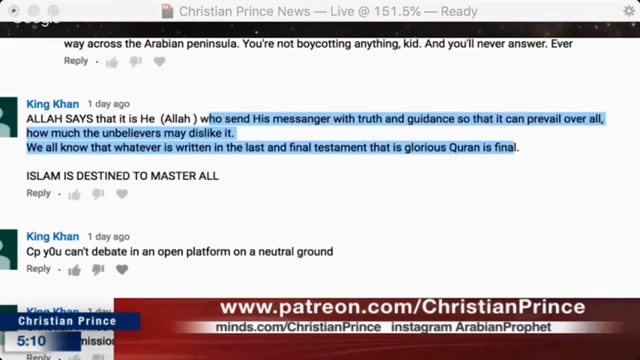 Christian Prince News — Live @ 151.5% — Ready
way across the Arabian peninsula. You're not boycotting anything, kid. And you'll never answer. Ever
Reply
King Khan 1 day ago
ALLAH SAYS that it is He (Allah ) who send His messanger with truth and guidance so that it can prevail over all,
how much the unbelievers may dislike it.
We all know that whatever is written in the last and final testament that is glorious Quran is final.
ISLAM IS DESTINED TO MASTER ALL
Reply
King Khan 1 day ago
Cp y0u can't debate in an open platform on a neutral ground
Reply
King Khan 1 day
www.patreon.com/ChristianPrince
Christian Prince
minds.com/ChristianPrince instagram ArabianProphet
5:10
mission
Reply